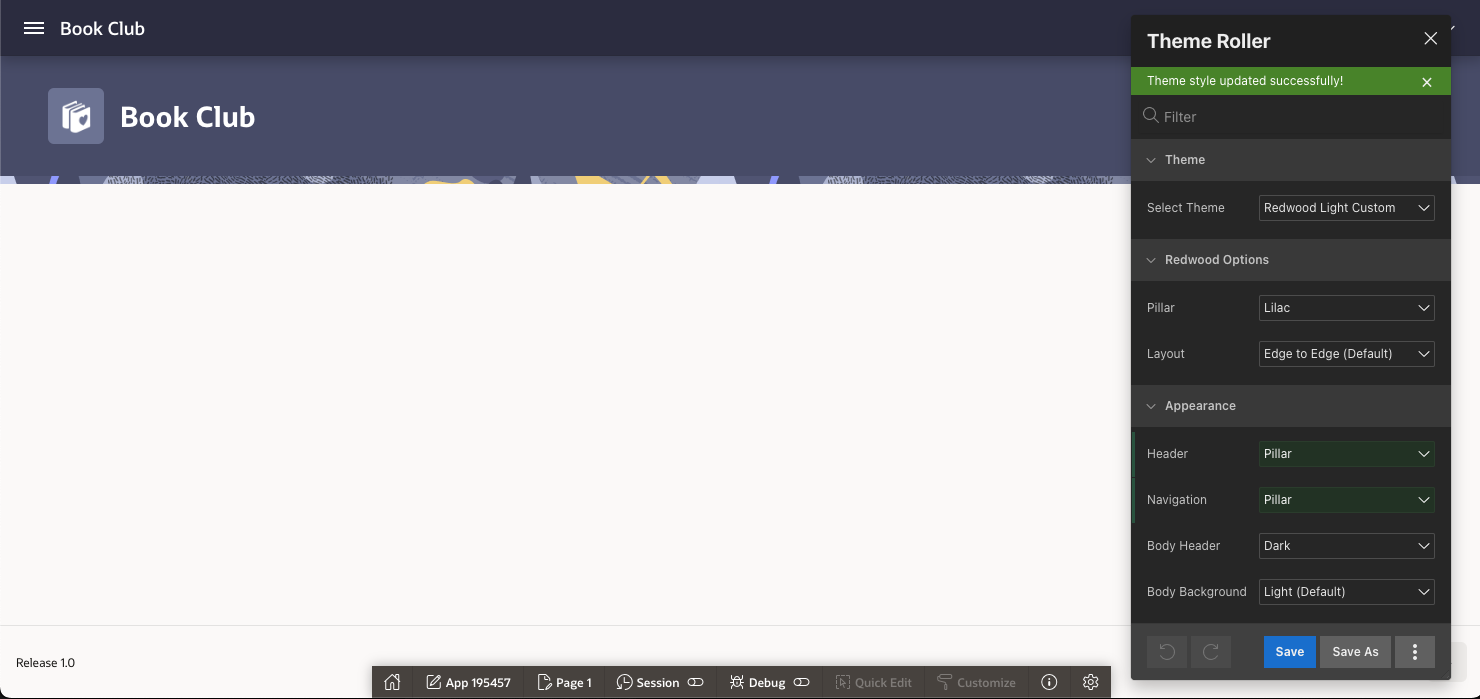 Book Club
Book Club
Theme Roller
Theme style updated successfully!
Filter
Theme
Select Theme Redwood Light Custom
Redwood Options
Pillar Lilac
Layout Edge to Edge (Default)
Appearance
Header Pillar
Navigation Pillar
Body Header Dark
Body Background Light (Default)
Save Save As
Release 1.0
App 195457 Page 1 Session Debug Quick Edit Customize